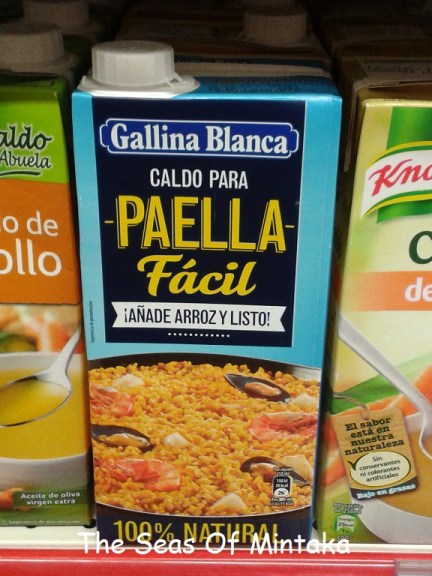 aldo
Abuela
o de
ollo
Aceite de oliva
virgen extra
Gallina Blanca
CALDO PARA
-PAELLA-
Fácil
¡AÑADE ARROZ Y LISTO!
100% NATURAL
Kno
C
de
El sabor
está en
nuestra
naturaleza
Sin
conservantes
ni colorantes
artificiales
Bajo en grasas
The Seas Of Mintaka